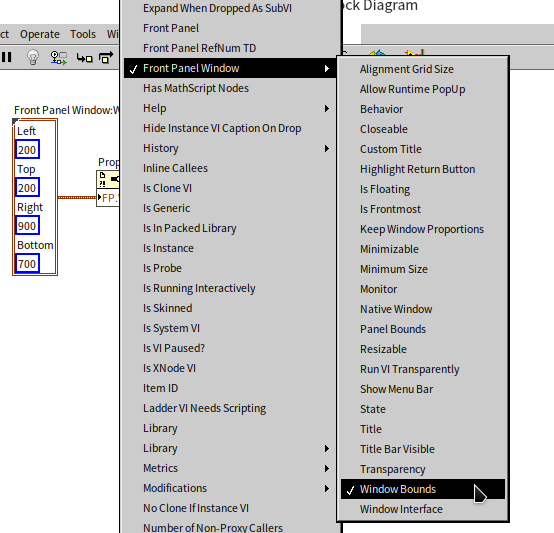 ock Diagram
ct Operate Tools Wi
Front Panel Window:W
Left
200
Top
200
Right
900
Bottom
700
Prop
FP.
Expand When Dropped As SubVI
Front Panel
Front Panel RefNum TD
Front Panel Window
Has MathScript Nodes
Help
Hide Instance VI Caption On Drop
History
Inline Callees
Is Clone VI
Is Generic
Is In Packed Library
Is Instance
Is Probe
Is Running Interactively
Is Skinned
Is System VI
Is VI Paused?
Is XNode VI
Item ID
Ladder VI Needs Scripting
Library
Library
Metrics
Modifications
No Clone If Instance VI
Number of Non-Proxy Callers
Alignment Grid Size
Allow Runtime PopUp
Behavior
Closeable
Custom Title
Highlight Return Button
Is Floating
Is Frontmost
Keep Window Proportions
Minimizable
Minimum Size
Monitor
Native Window
Panel Bounds
Resizable
Run VI Transparently
Show Menu Bar
State
Title
Title Bar Visible
Transparency
Window Bounds
Window Interface